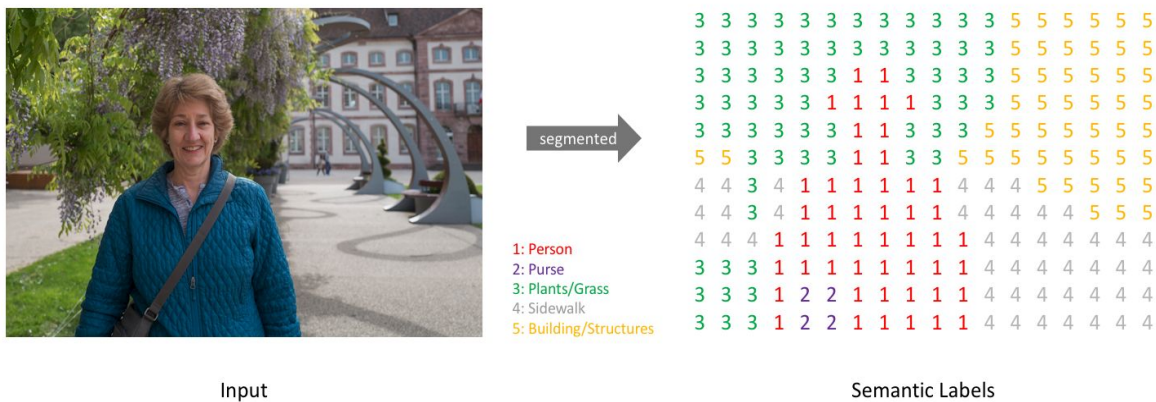 segmented
1: Person
2: Purse
3: Plants/Grass
4: Sidewalk
5: Building/Structures
3 3 3 3 3 3 3 3 3 3 3 3 5 5 5 5 5 5
3 3 3 3 3 3 3 3 3 3 3 3 5 5 5 5 5 5
3 3 3 3 3 3 1 1 3 3 3 3 5 5 5 5 5 5
3 3 3 3 3 1 1 1 1 3 3 3 5 5 5 5 5 5
3 3 3 3 3 3 1 1 3 3 3 5 5 5 5 5 5 5
5 5 3 3 3 3 1 1 3 3 5 5 5 5 5 5 5 5
4 4 3 4 1 1 1 1 1 1 4 4 4 5 5 5 5 5
4 4 3 4 1 1 1 1 1 1 4 4 4 4 4 5 5 5
4 4 4 1 1 1 1 1 1 1 1 4 4 4 4 4 4 4
3 3 3 1 1 1 1 1 1 1 1 4 4 4 4 4 4 4
3 3 3 1 2 2 1 1 1 1 1 4 4 4 4 4 4 4
3 3 3 1 2 2 1 1 1 1 1 4 4 4 4 4 4 4
Input
Semantic Labels